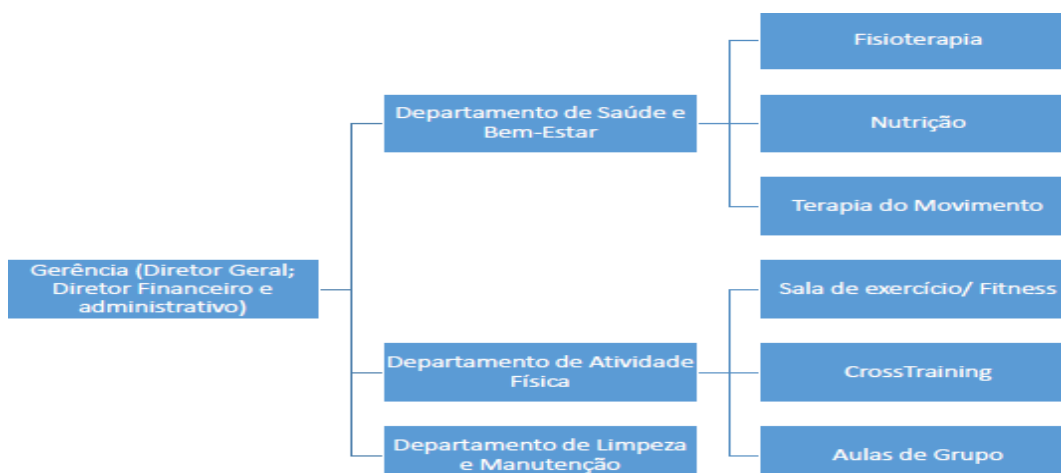 Fisioterapia
Departamento de Saúde e
Bem-Estar
Nutrição
Terapia do Movimento
Gerência (Diretor Geral;
Diretor Financeiro e
administrativo)
Sala de exercício/ Fitness
Departamento de Atividade
Física
CrossTraining
Departamento de Limpeza
e Manutenção
Aulas de Grupo